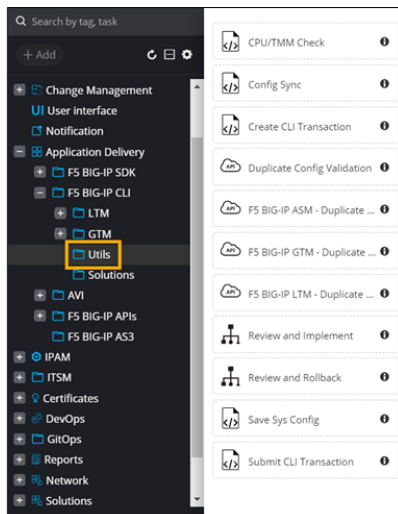 Search by tag, task
+ Add
Change Management
UI User interface
Notification
Application Delivery
F5 BIG-IP SDK
F5 BIG-IP CLI
LTM
GTM
Utils
Solutions
AVI
F5 BIG-IP APIs
F5 BIG-IP AS3
IPAM
ITSM
Certificates
DevOps
GitOps
Reports
Network
Solutions
CPU/TMM Check
Config Sync
Create CLI Transaction
API Duplicate Config Validation
API F5 BIG-IP ASM - Duplicate ...
API F5 BIG-IP GTM - Duplicate ...
API F5 BIG-IP LTM - Duplicate ...
Review and Implement
Review and Rollback
Save Sys Config
Submit CLI Transaction